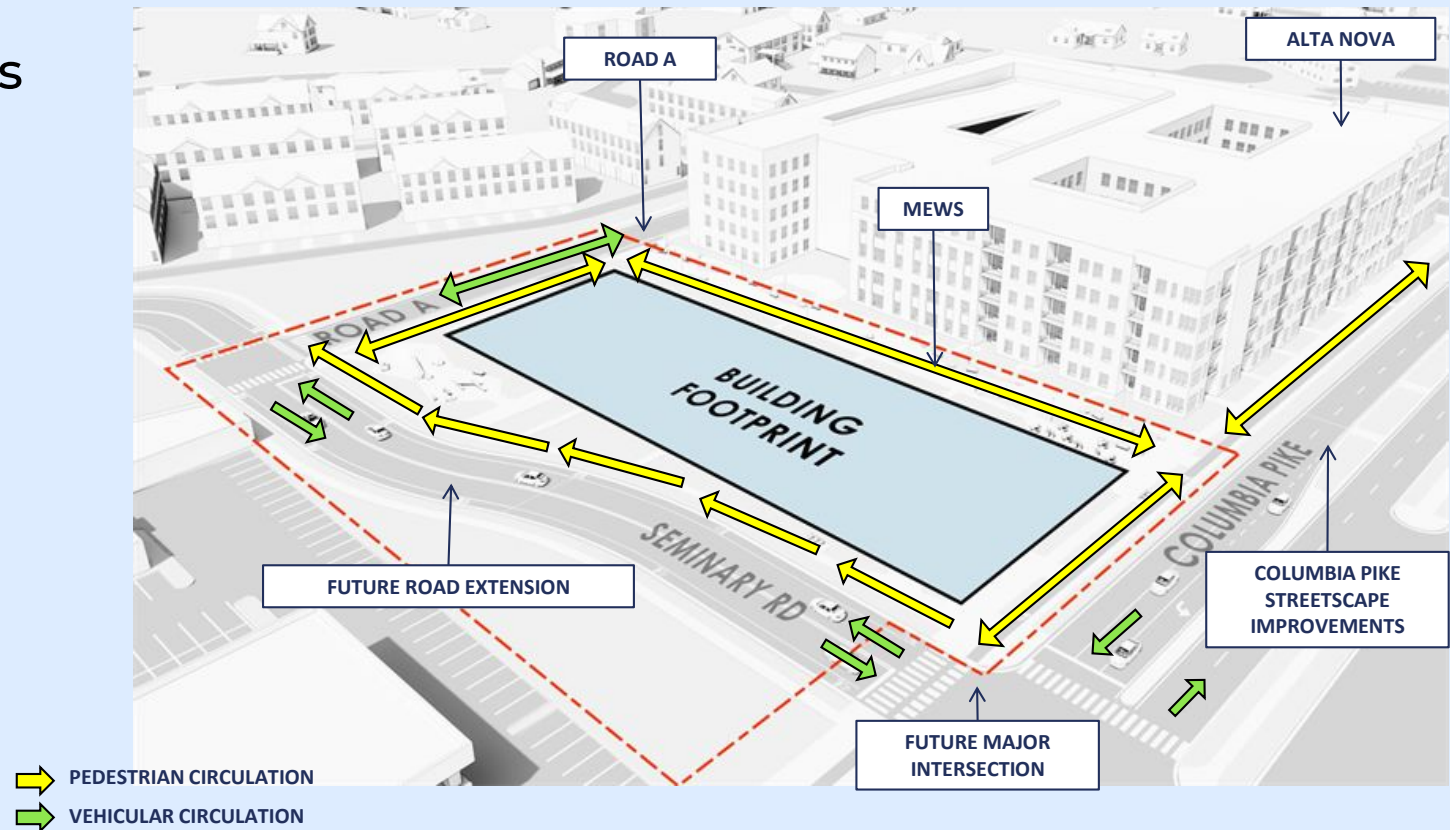 s
ROAD A
ALTA NOVA
MEWS
ROAD A
BUILDING
FOOTPRINT
COLUMBIA PIKE
SEMINARY RD
FUTURE ROAD EXTENSION
COLUMBIA PIKE
STREETSCAPE
IMPROVEMENTS
FUTURE MAJOR
INTERSECTION
PEDESTRIAN CIRCULATION
VEHICULAR CIRCULATION